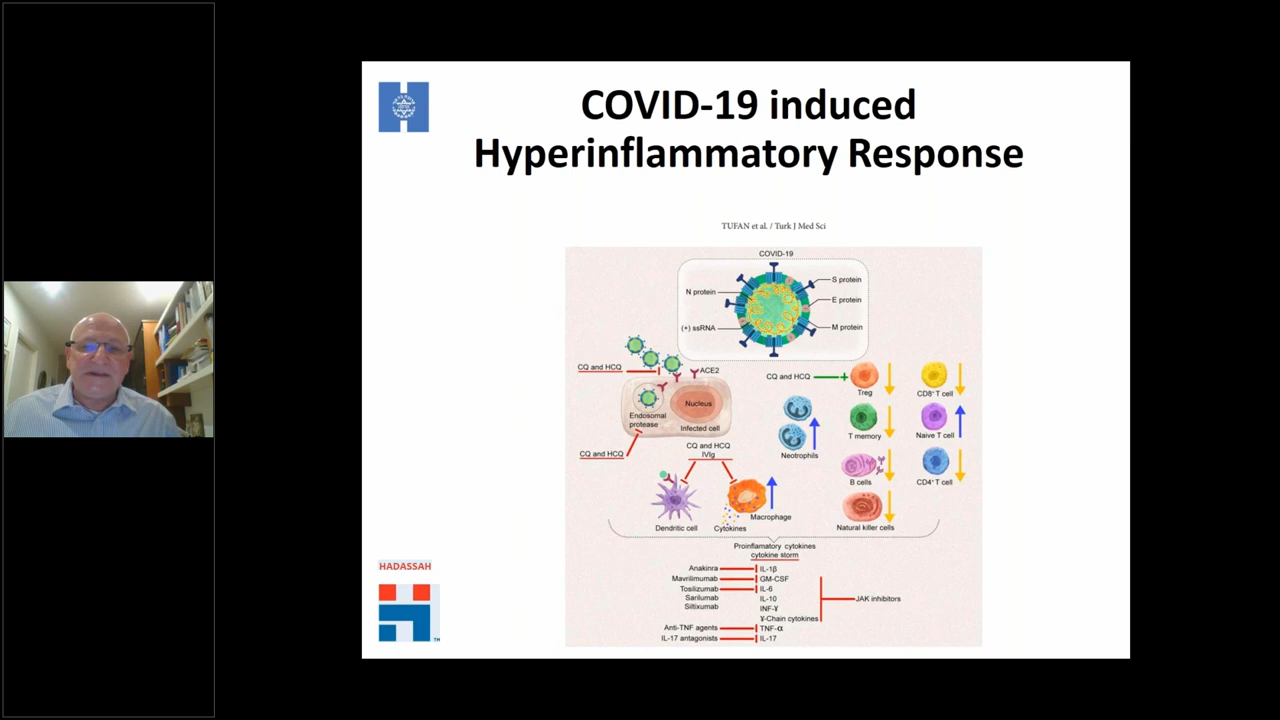 COVID-19 induced
Hyperinflammatory Response
TUFAN et al. / Turk J Med Sci
COVID-19
N protein
S protein
E protein
(+) ssRNA
M protein
CQ and HCQ
ACE2
Nucleus
Endosomal
protease
Infected cell
CQ and HCQ
CQ and HCQ
IVIg
Dendritic cell
Cytokines
Macrophage
CQ and HCQ
Treg
CD8⁺ T cell
Neotrophils
T memory
Naive T cell
B cells
CD4⁺ T cell
Natural killer cells
Proinflamatory cytokines
cytokine storm
Anakinra
IL-1β
Mavrilimumab
GM-CSF
Tosilizumab
IL-6
Sarilumab
IL-10
JAK inhibitors
Siltixumab
INF-ɣ
ɣ-Chain cytokines
Anti-TNF agents
TNF-α
IL-17 antagonists
IL-17
HADASSAH
TM